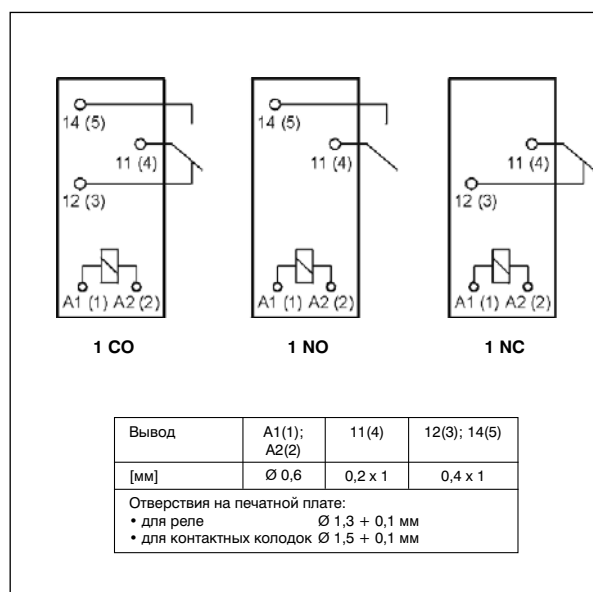 14 (5)
11 (4)
12 (3)
A1 (1) A2 (2)
1 CO
14 (5)
11 (4)
A1 (1) A2 (2)
1 NO
11 (4)
12 (3)
A1 (1) A2 (2)
1 NC
Вывод A1(1); A2(2) 11(4) 12(3); 14(5)
[мм] Ø 0,6 0,2 x 1 0,4 x 1
Отверствия на печатной плате:
• для реле Ø 1,3 + 0,1 мм
• для контактных колодок Ø 1,5 + 0,1 мм